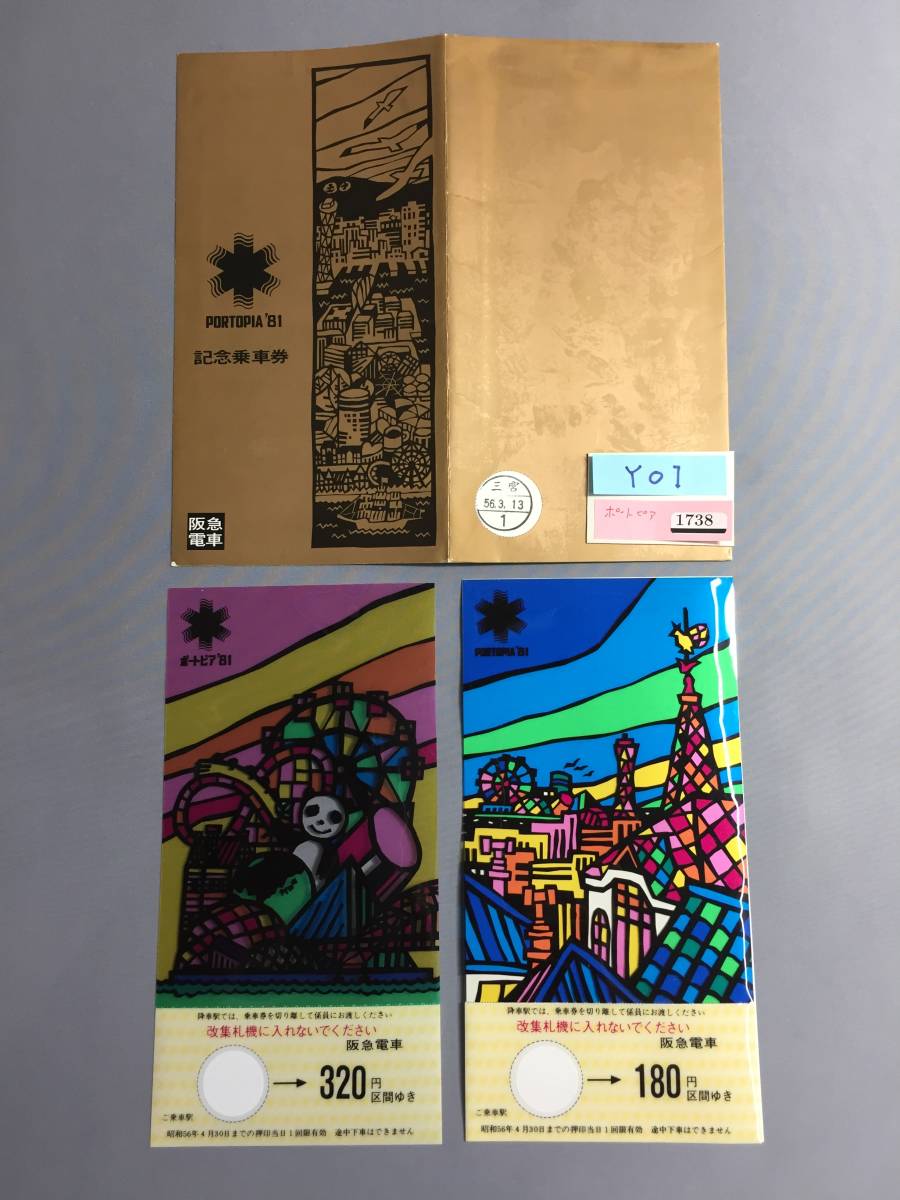 PORTOPIA '81
記念乗車券
阪急
電車
三宮
56.3.13
1
Y01
ポートピア
1738
ポートピア'81
降車駅では、乗車券を切り離して係員にお渡しください
改集札機に入れないでください
阪急電車
→ 320円
区間ゆき
ご乗車駅
昭和56年4月30日までの押印当日1回限有効 途中下車はできません
PORTOPIA '81
降車駅では、乗車券を切り離して係員にお渡しください
改集札機に入れないでください
阪急電車
→ 180円
区間ゆき
ご乗車駅
昭和56年4月30日までの押印当日1回限有効 途中下車はできません